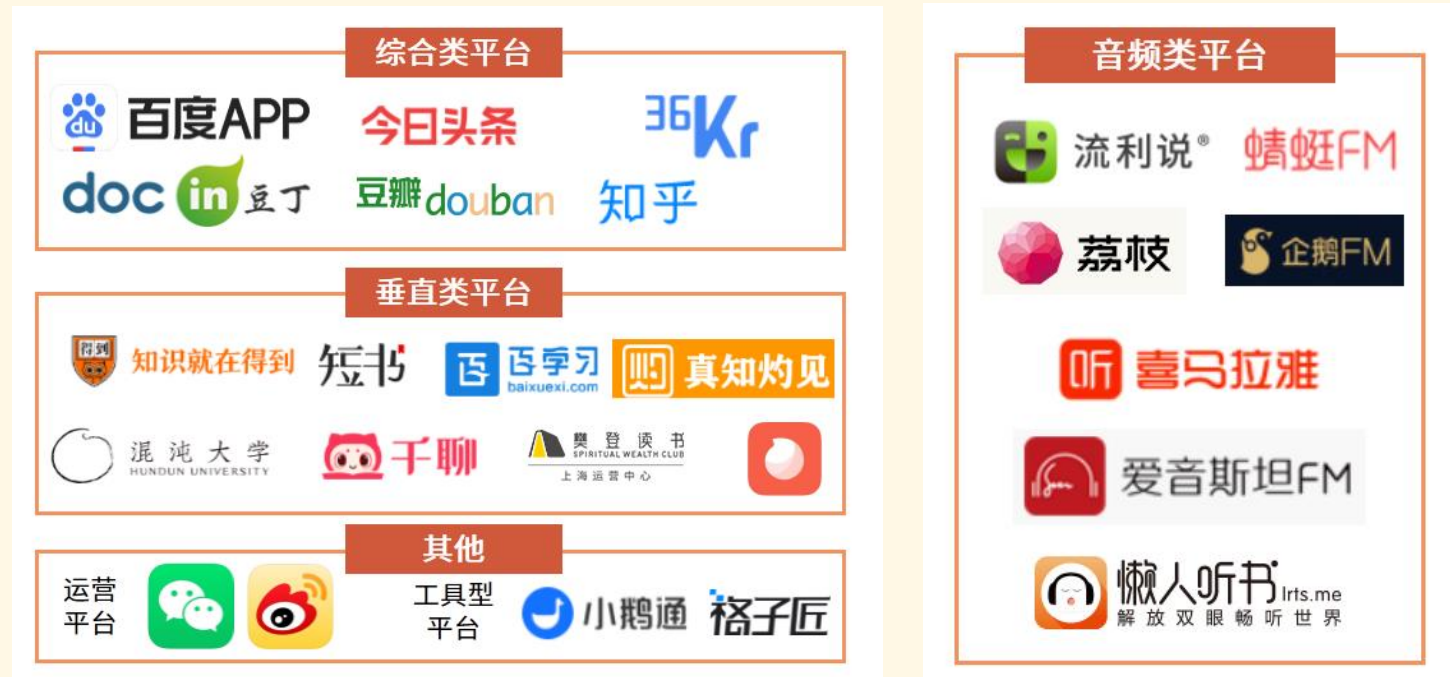 综合类平台
du 百度APP 今日头条 36Kr
docin 豆丁 豆瓣douban 知乎
垂直类平台
得到 知识就在得到 短书 百学习 baixuexi.com 灼 真知灼见
混沌大学 HUNDUN UNIVERSITY 千聊 樊登读书 SPIRITUAL WEALTH CLUB 上海运营中心
其他
运营
平台
工具型
平台
小鹅通 格子匠
音频类平台
流利说® 蜻蜓FM
荔枝 企鹅FM
听 喜马拉雅
爱音斯坦FM
懒人听书 lrts.me
解放双眼畅听世界